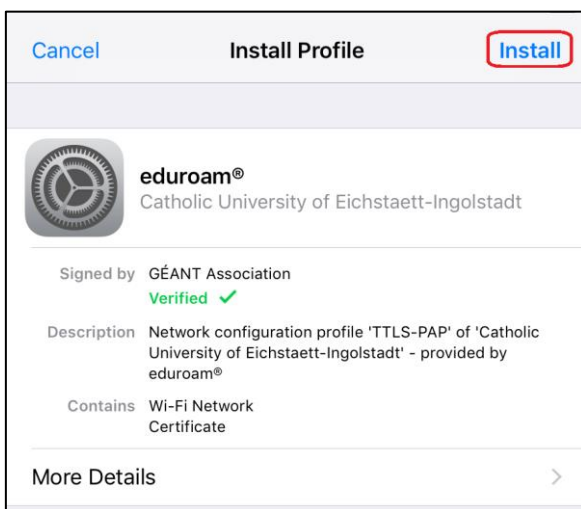 Cancel Install Profile Install
eduroam®
Catholic University of Eichstaett-Ingolstadt
Signed by GÉANT Association
Verified ✓
Description Network configuration profile 'TTLS-PAP' of 'Catholic
University of Eichstaett-Ingolstadt' - provided by
eduroam®
Contains Wi-Fi Network
Certificate
More Details